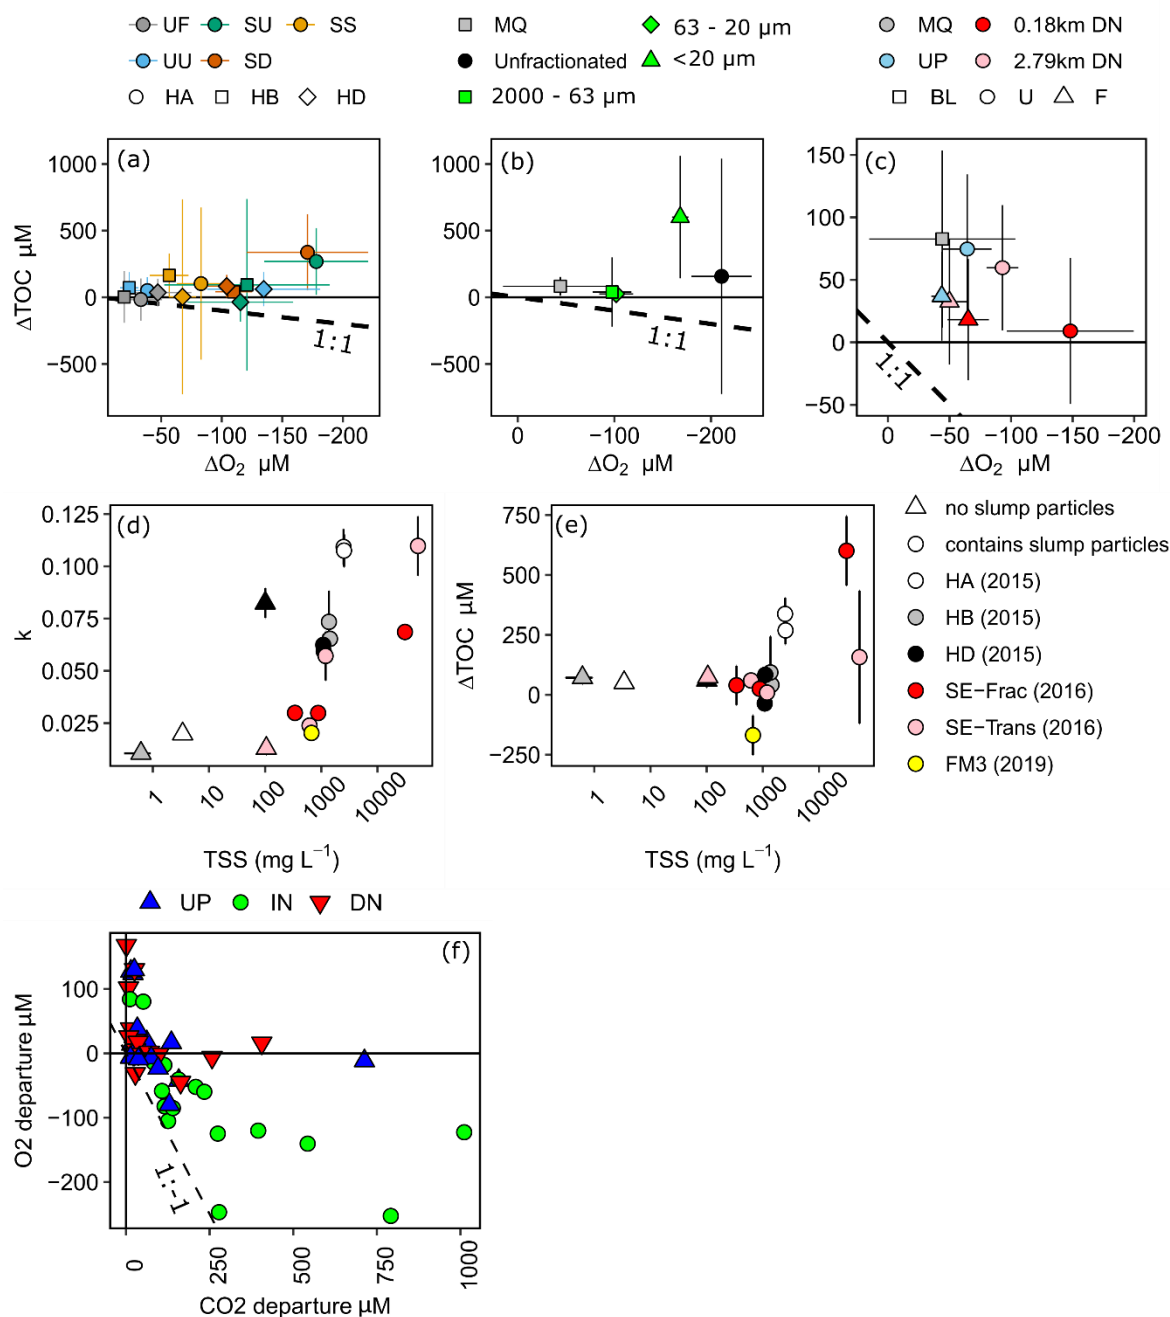 UF SU SS
UU SD
HA HB HD
MQ 63 - 20 μm
Unfractionated <20 μm
2000 - 63 μm
MQ 0.18km DN
UP 2.79km DN
BL U F
(a)
1000
500
0
−500
ΔTOC μM
1:1
−50 −100 −150 −200
ΔO₂ μM
(b)
1000
500
0
−500
1:1
0 −100 −200
ΔO₂ μM
(c)
150
100
50
0
−50
1:1
0 −50 −100 −150 −200
ΔO₂ μM
(d)
0.125
0.100
0.075
0.050
0.025
k
1 10 100 1000 10000
TSS (mg L⁻¹)
(e)
750
500
250
0
−250
ΔTOC μM
1 10 100 1000 10000
TSS (mg L⁻¹)
no slump particles
contains slump particles
HA (2015)
HB (2015)
HD (2015)
SE−Frac (2016)
SE−Trans (2016)
FM3 (2019)
UP IN DN
(f)
100
0
−100
−200
O2 departure μM
1:-1
0 250 500 750 1000
CO2 departure μM